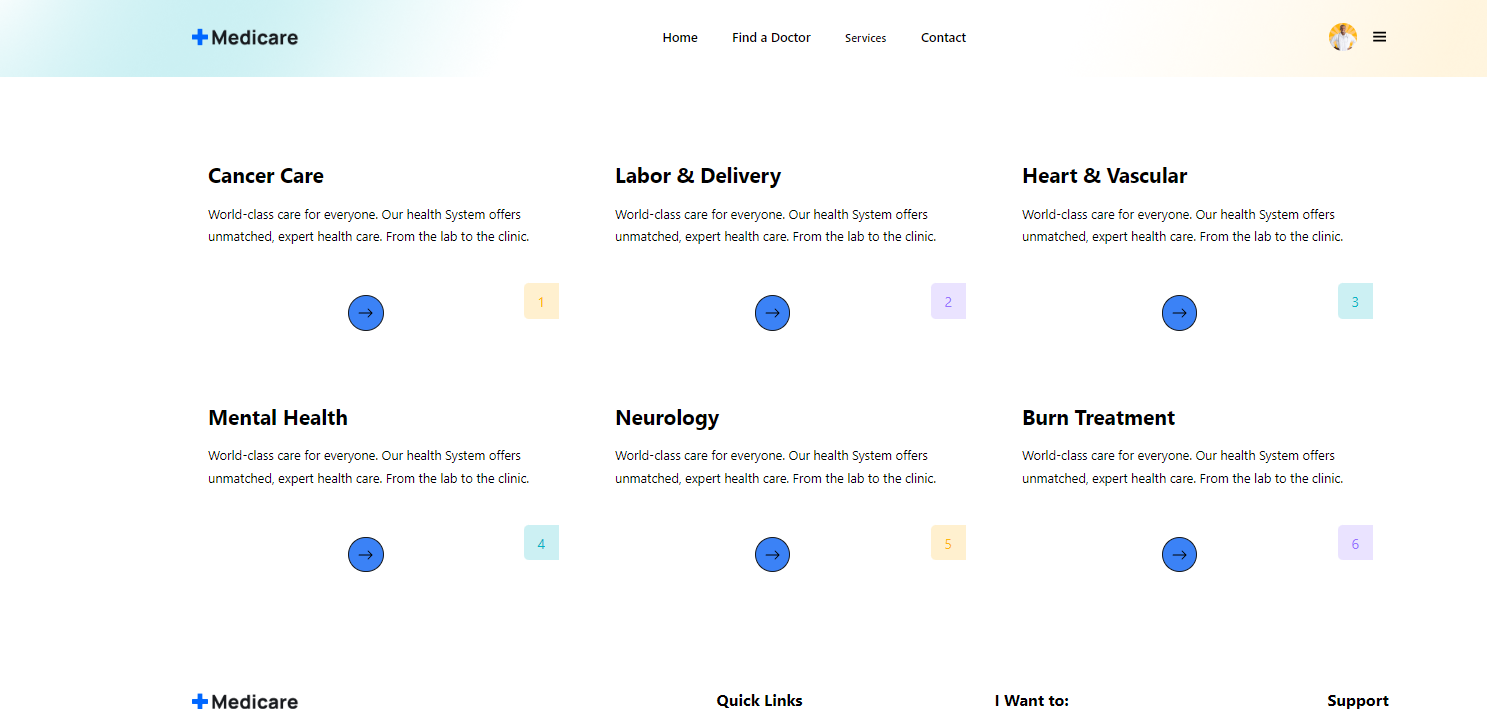 Medicare
Home Find a Doctor Services Contact
Cancer Care
World-class care for everyone. Our health System offers
unmatched, expert health care. From the lab to the clinic.
1
Labor & Delivery
World-class care for everyone. Our health System offers
unmatched, expert health care. From the lab to the clinic.
2
Heart & Vascular
World-class care for everyone. Our health System offers
unmatched, expert health care. From the lab to the clinic.
3
Mental Health
World-class care for everyone. Our health System offers
unmatched, expert health care. From the lab to the clinic.
4
Neurology
World-class care for everyone. Our health System offers
unmatched, expert health care. From the lab to the clinic.
5
Burn Treatment
World-class care for everyone. Our health System offers
unmatched, expert health care. From the lab to the clinic.
6
Medicare
Quick Links
I Want to:
Support